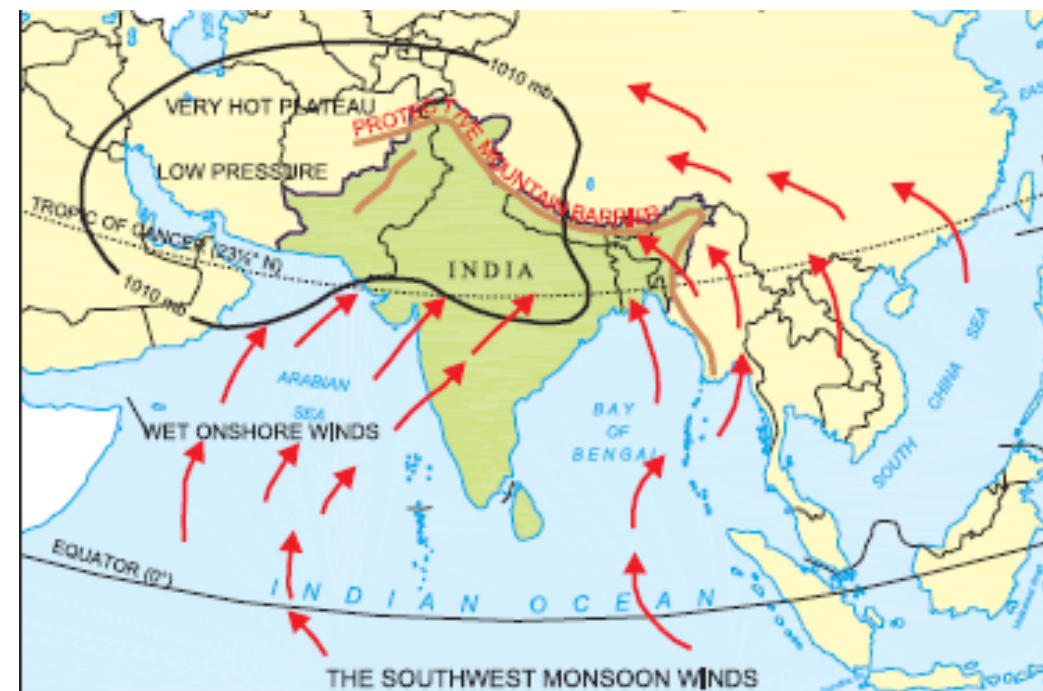 SEA
1010 mb
VERY HOT PLATEAU
PROTECTIVE MOUNTAIN BARRIER
LOW PRESSURE
TROPIC OF CANCER (23½° N)
INDIA
1010 mb
ARABIAN
SEA
WET ONSHORE WINDS
BAY
OF
BENGAL
SOUTH CHINA SEA
EQUATOR (0°)
INDIAN OCEAN
THE SOUTHWEST MONSOON WINDS